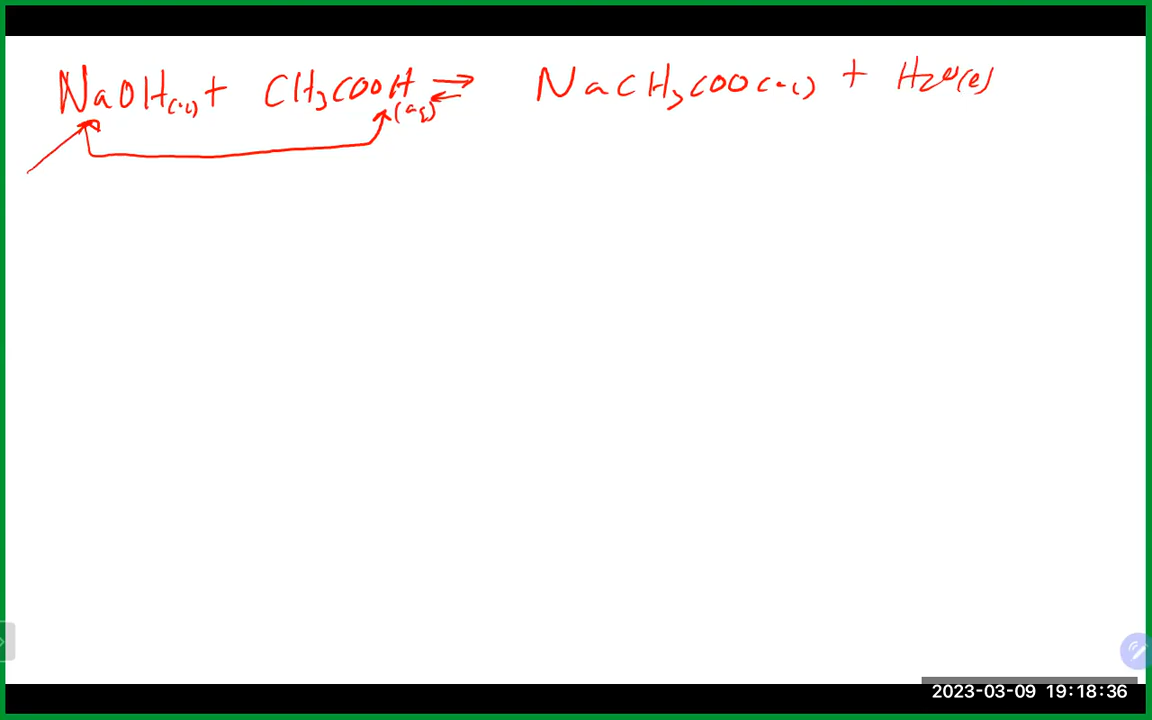 NaOH(aq) + CH₃COOH(aq) ⇌ NaCH₃COO(aq) + H₂O(l)
2023-03-09 19:18:36